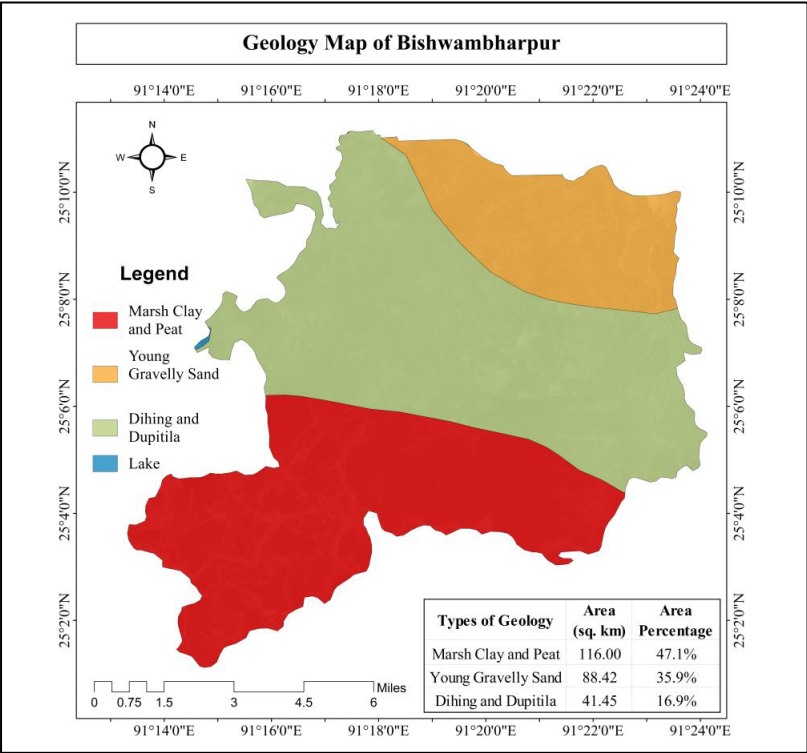 Geology Map of Bishwambharpur
91°14'0"E 91°16'0"E 91°18'0"E 91°20'0"E 91°22'0"E 91°24'0"E
N
W E
S
25°10'0"N 25°10'0"N
25°8'0"N 25°8'0"N
25°6'0"N 25°6'0"N
25°4'0"N 25°4'0"N
25°2'0"N 25°2'0"N
Legend
Marsh Clay
and Peat
Young
Gravelly Sand
Dihing and
Dupitila
Lake
Types of Geology Area (sq. km) Area Percentage
Marsh Clay and Peat 116.00 47.1%
Young Gravelly Sand 88.42 35.9%
Dihing and Dupitila 41.45 16.9%
Miles
0 0.75 1.5 3 4.5 6
91°14'0"E 91°16'0"E 91°18'0"E 91°20'0"E 91°22'0"E 91°24'0"E